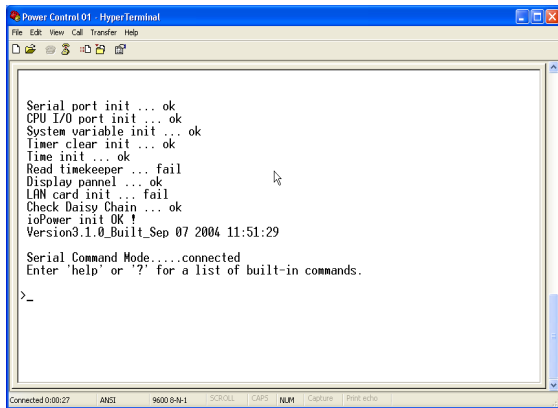 Power Control 01 - HyperTerminal
File Edit View Call Transfer Help
Serial port init ... ok
CPU I/O port init ... ok
System variable init ... ok
Timer clear init ... ok
Time init ... ok
Read timekeeper ... fail
Display pannel ... ok
LAN card init ... fail
Check Daisy Chain ... ok
ioPower init OK !
Version3.1.0_Built_Sep 07 2004 11:51:29
Serial Command Mode.....connected
Enter 'help' or '?' for a list of built-in commands.
>_
Connected 0:00:27 ANSI 9600 8-N-1 SCROLL CAPS NUM Capture Print echo